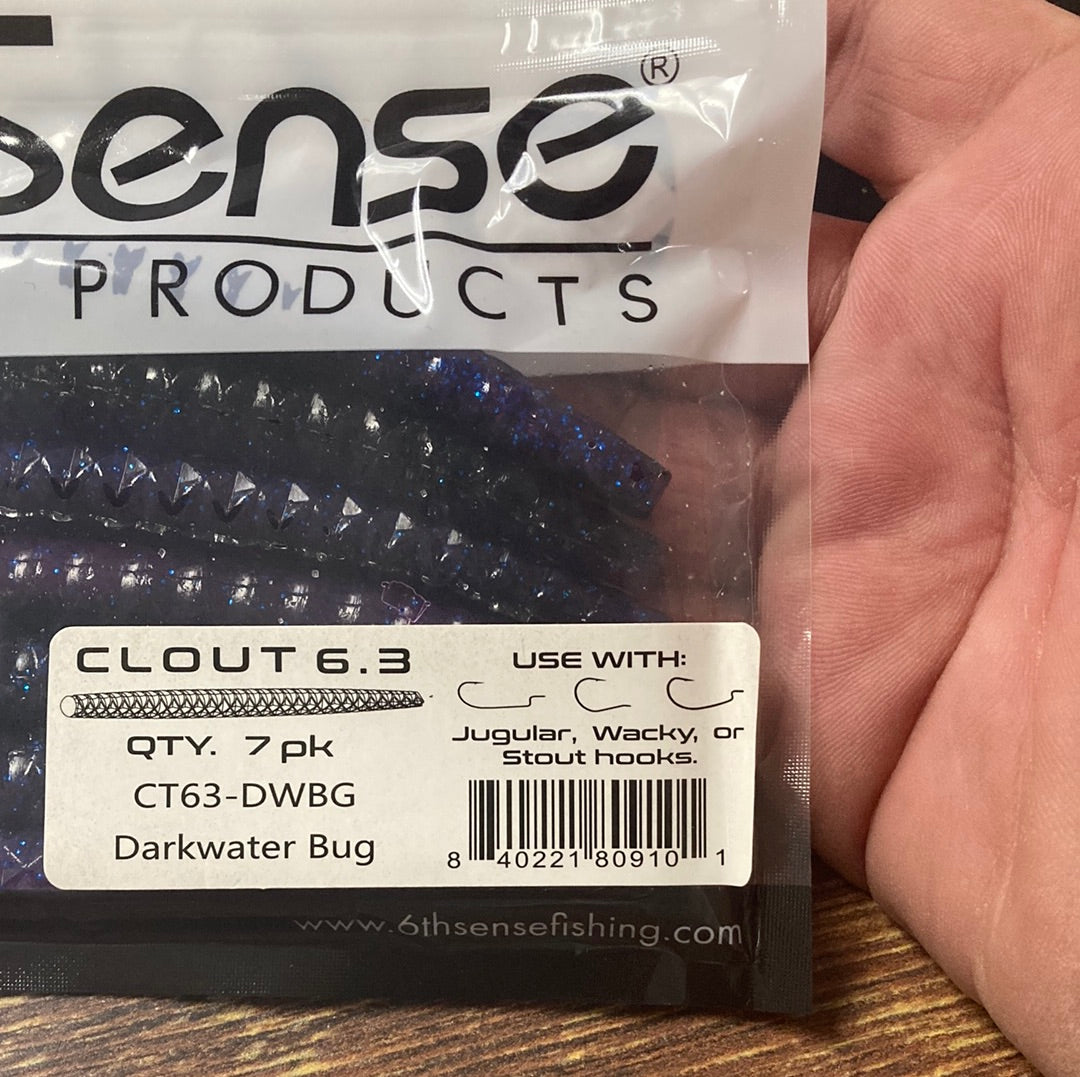 Sense®
PRODUCTS
CLOUT 6.3
QTY. 7 pk
CT63-DWBG
Darkwater Bug
USE WITH:
Jugular, Wacky, or
Stout hooks.
8 40221 80910 1
www.6thsensefishing.com